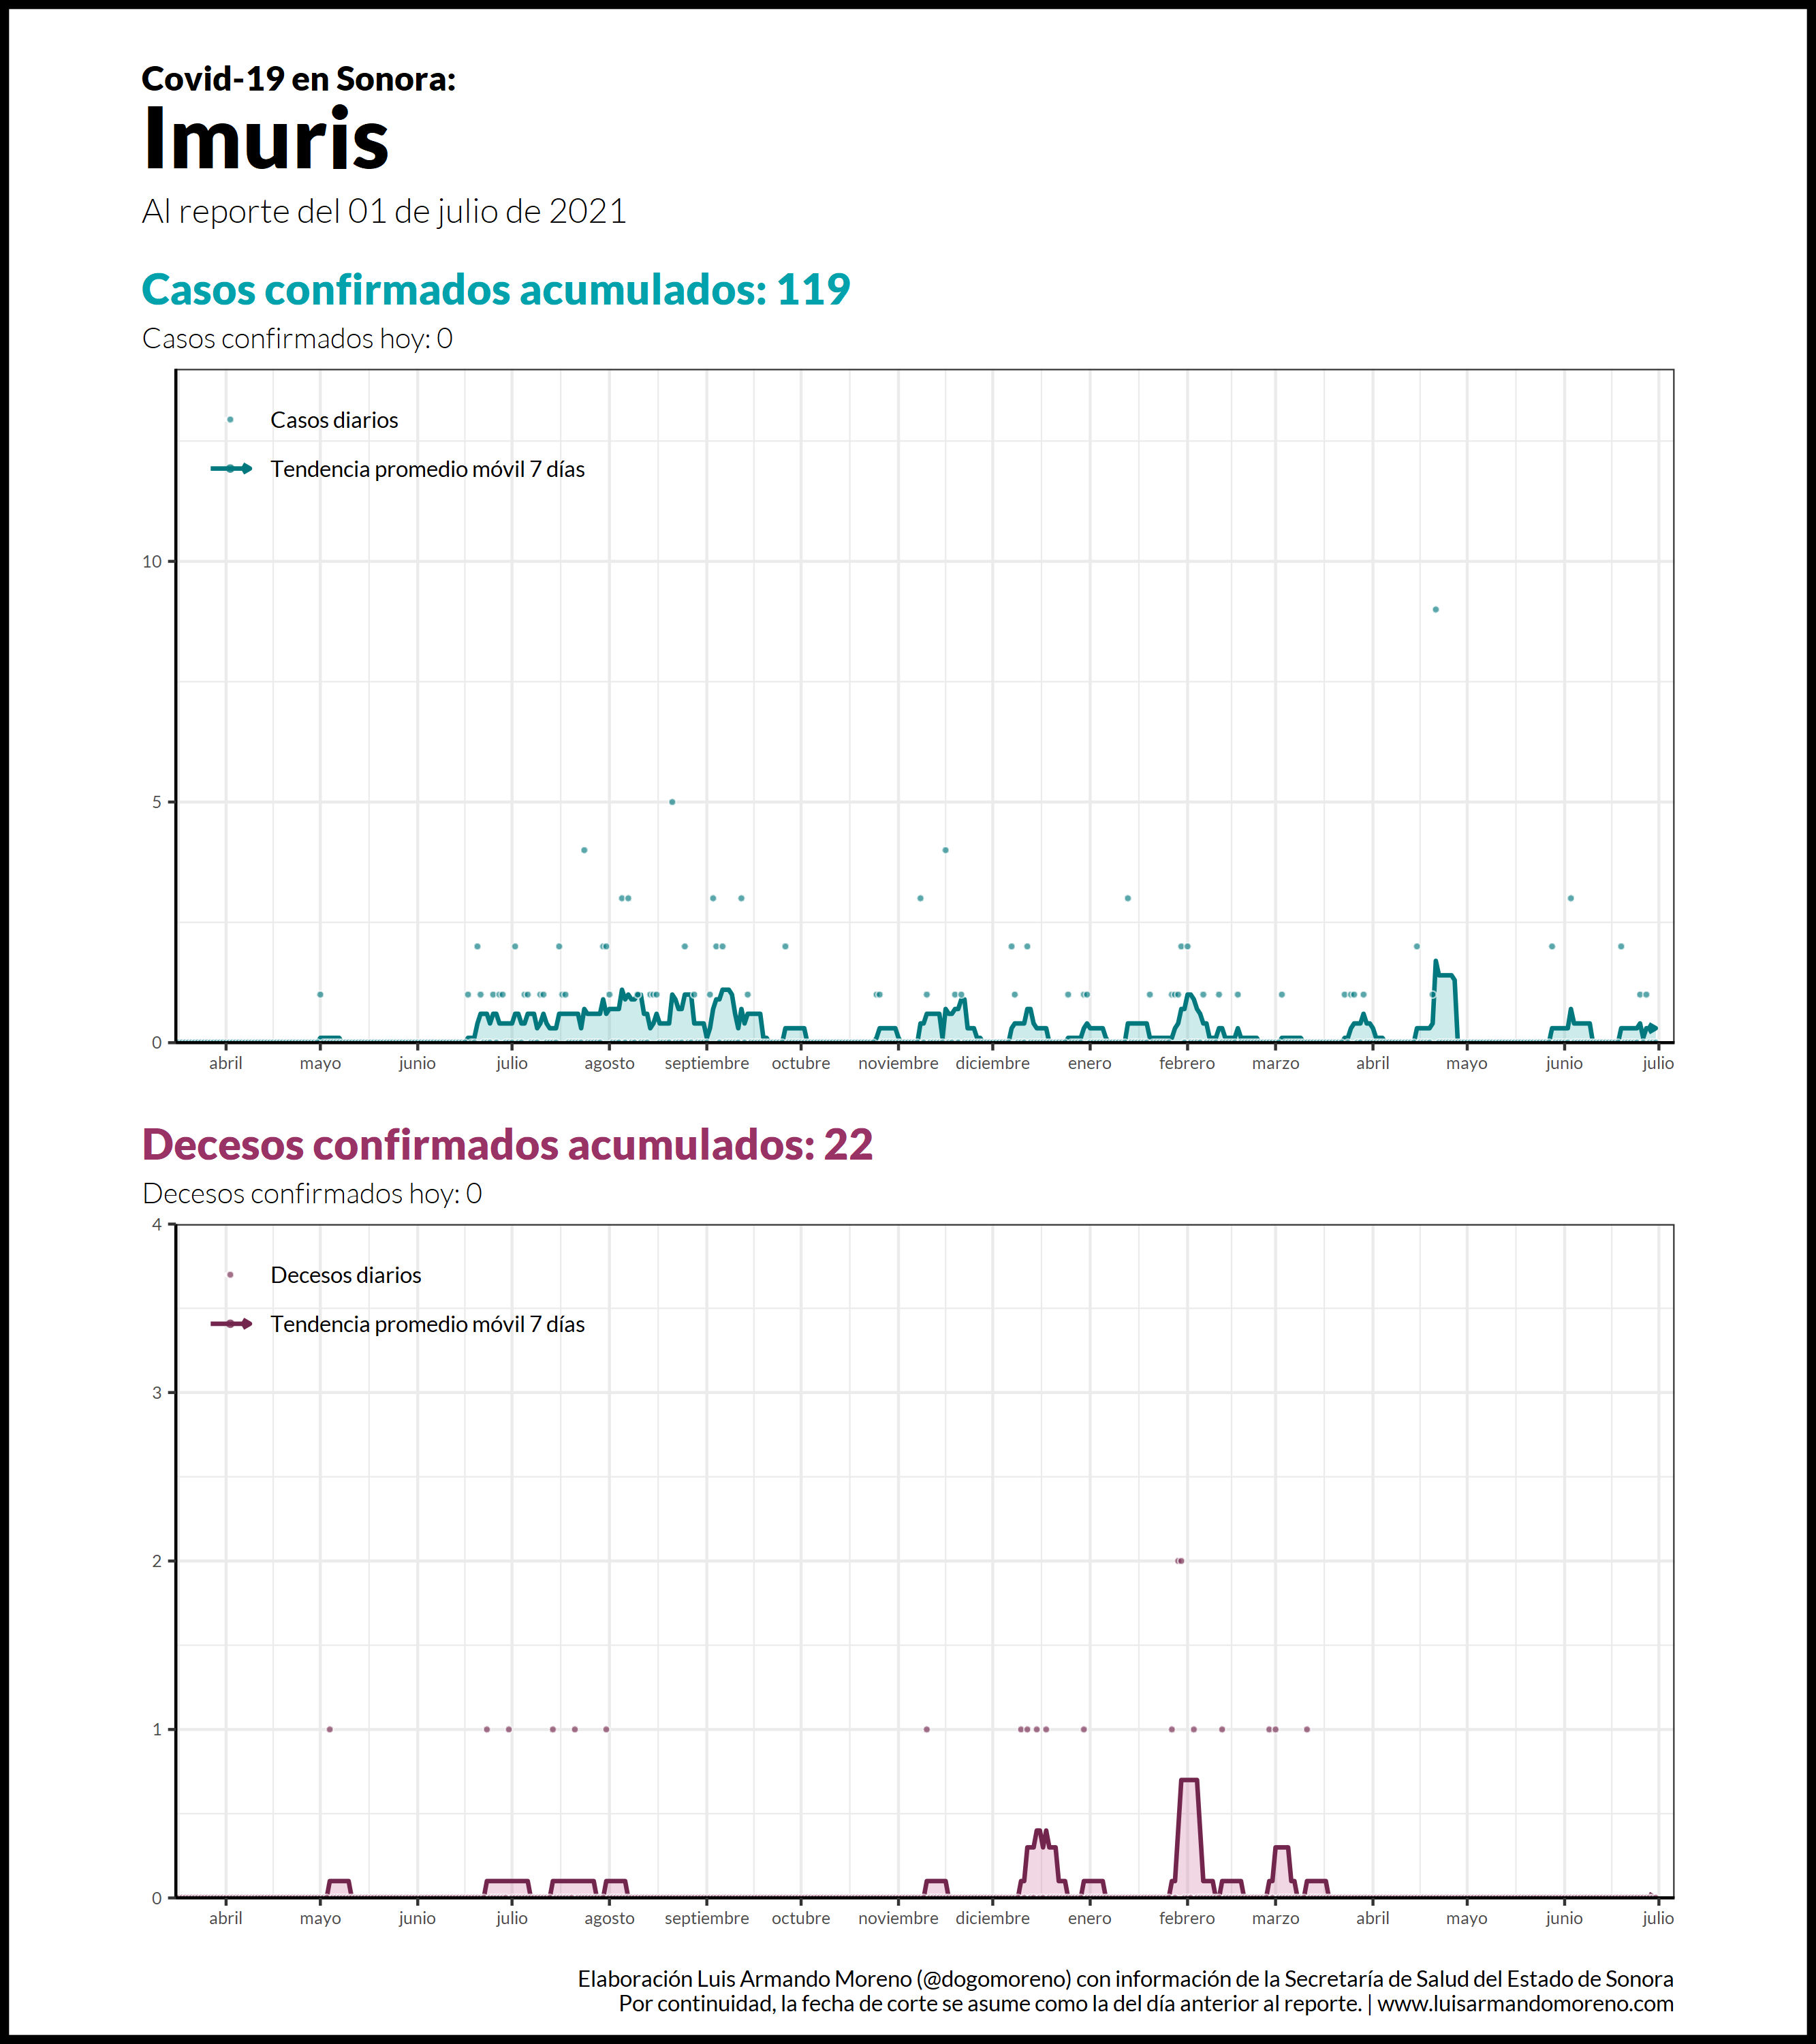 Covid-19 en Sonora:
Imuris
Al reporte del 01 de julio de 2021
Casos confirmados acumulados: 119
Casos confirmados hoy: 0
Casos diarios
Tendencia promedio móvil 7 días
10
5
0
abril mayo junio julio agosto septiembre octubre noviembre diciembre enero febrero marzo abril mayo junio julio
Decesos confirmados acumulados: 22
Decesos confirmados hoy: 0
4
Decesos diarios
Tendencia promedio móvil 7 días
3
2
1
0
abril mayo junio julio agosto septiembre octubre noviembre diciembre enero febrero marzo abril mayo junio julio
Elaboración Luis Armando Moreno (@dogomoreno) con información de la Secretaría de Salud del Estado de Sonora
Por continuidad, la fecha de corte se asume como la del día anterior al reporte. | www.luisarmandomoreno.com